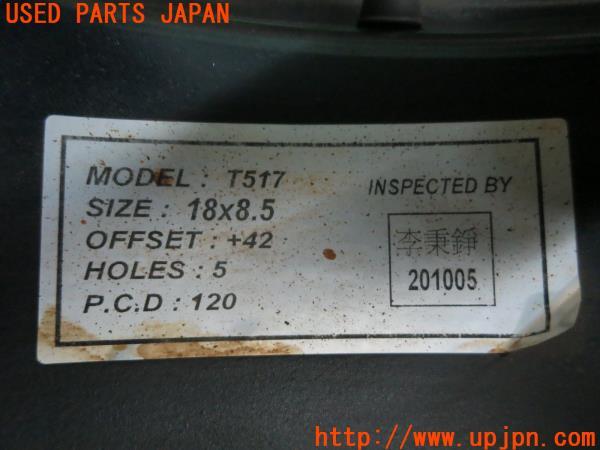 USED PARTS JAPAN
MODEL : T517
SIZE : 18x8.5
OFFSET : +42
HOLES : 5
P.C.D : 120
INSPECTED BY
李秉錚
201005
http://www.upjpn.com/